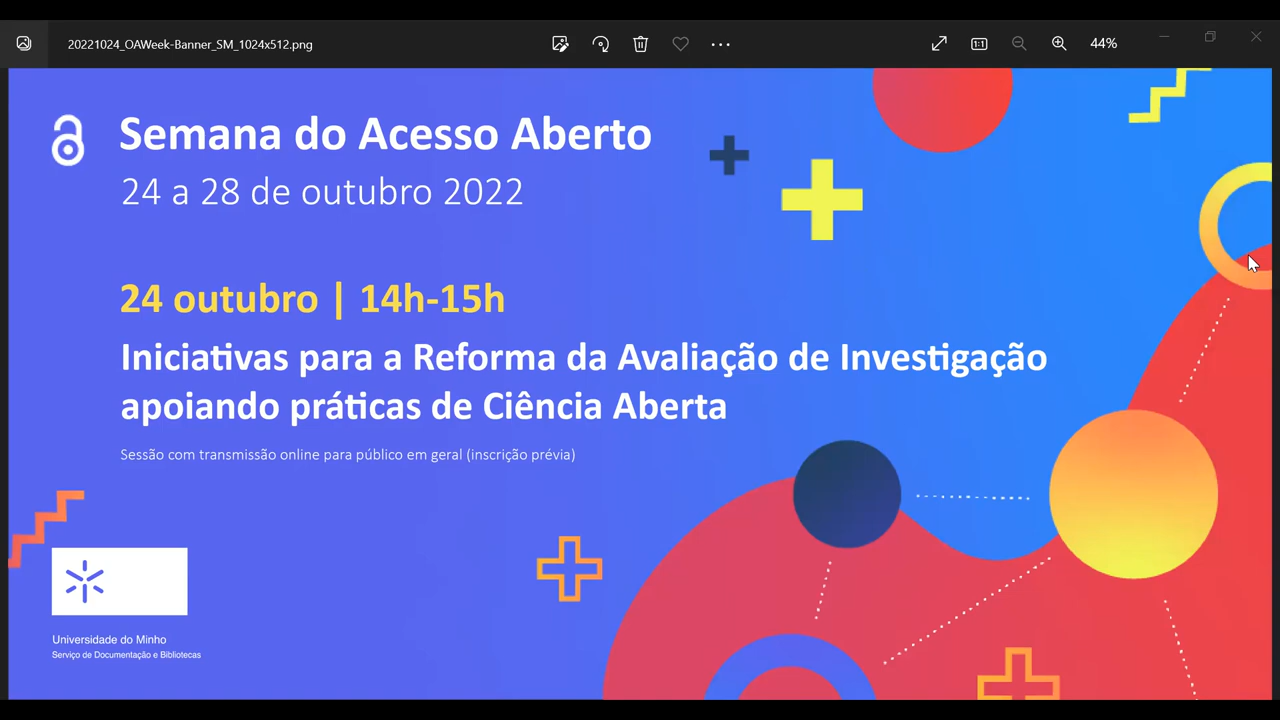 20221024_OAWeek-Banner_SM_1024x512.png
1:1
44%
Semana do Acesso Aberto
24 a 28 de outubro 2022
24 outubro | 14h-15h
Iniciativas para a Reforma da Avaliação de Investigação
apoiando práticas de Ciência Aberta
Sessão com transmissão online para público em geral (inscrição prévia)
Universidade do Minho
Serviço de Documentação e Bibliotecas